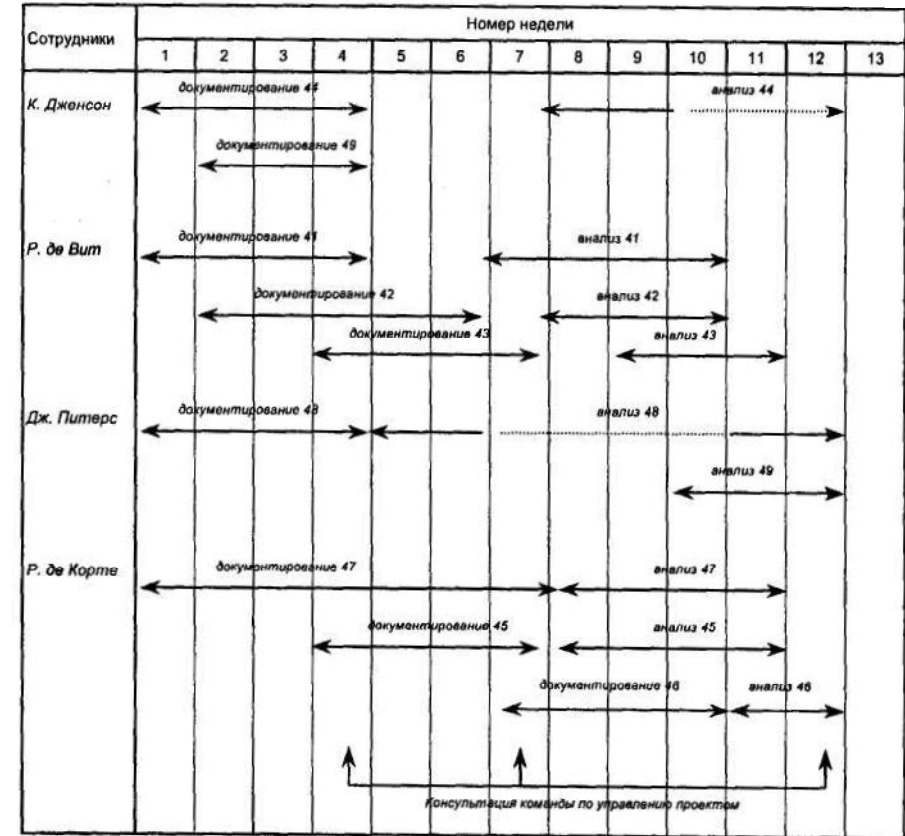 Сотрудники
Номер недели
1 2 3 4 5 6 7 8 9 10 11 12 13
К. Дженсон
документирование 44
анализ 44
документирование 49
Р. де Вит
документирование 41
анализ 41
документирование 42
анализ 42
документирование 43
анализ 43
Дж. Питерс
документирование 48
анализ 48
анализ 49
Р. де Корте
документирование 47
анализ 47
документирование 45
анализ 45
документирование 46
анализ 46
Консультация команды по управлению проектом